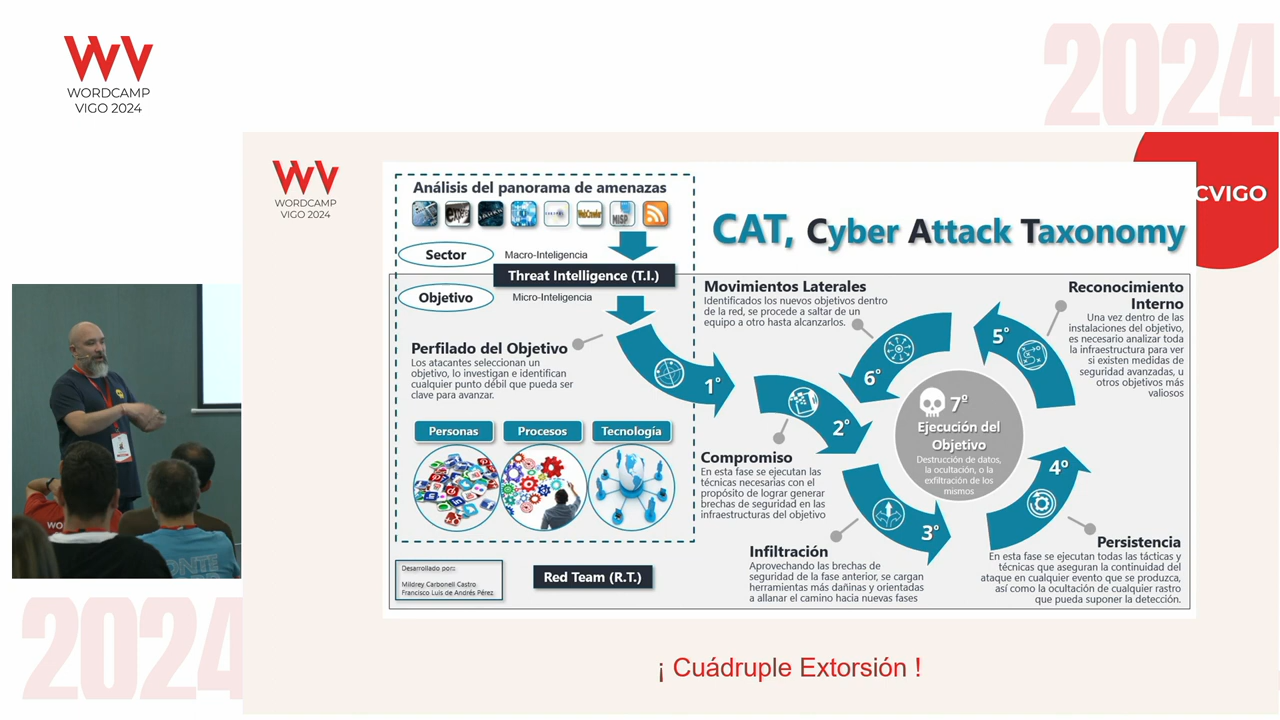 WORDCAMP
VIGO 2024
2024
WORDCAMP
VIGO 2024
CVIGO
Análisis del panorama de amenazas
WebCrawler
MISP
CAT, Cyber Attack Taxonomy
Sector
Macro-Inteligencia
Threat Intelligence (T.I.)
Objetivo
Micro-Inteligencia
Perfilado del Objetivo
Los atacantes seleccionan un
objetivo, lo investigan e identifican
cualquier punto débil que pueda ser
clave para avanzar.
1º
Personas
Procesos
Tecnología
2º
Compromiso
En esta fase se ejecutan las
técnicas necesarias con el
propósito de lograr generar
brechas de seguridad en las
infraestructuras del objetivo
3º
Infiltración
Aprovechando las brechas de
seguridad de la fase anterior, se cargan
herramientas más dañinas y orientadas
a allanar el camino hacia nuevas fases
4º
Persistencia
En esta fase se ejecutan todas las tácticas y
técnicas que aseguran la continuidad del
ataque en cualquier evento que se produzca,
así como la ocultación de cualquier rastro
que pueda suponer la detección.
5º
Reconocimiento
Interno
Una vez dentro de las
instalaciones del objetivo,
es necesario analizar toda
la infraestructura para ver
si existen medidas de
seguridad avanzadas, u
otros objetivos más
valiosos
6º
Movimientos Laterales
Identificados los nuevos objetivos dentro
de la red, se procede a saltar de un
equipo a otro hasta alcanzarlos.
7º
Ejecución del
Objetivo
Destrucción de datos,
la ocultación, o la
exfiltración de los
mismos
Desarrollado por:
Mildrey Carbonell Castro
Francisco Luis de Andrés Pérez
Red Team (R.T.)
¡ Cuádruple Extorsión !
2024